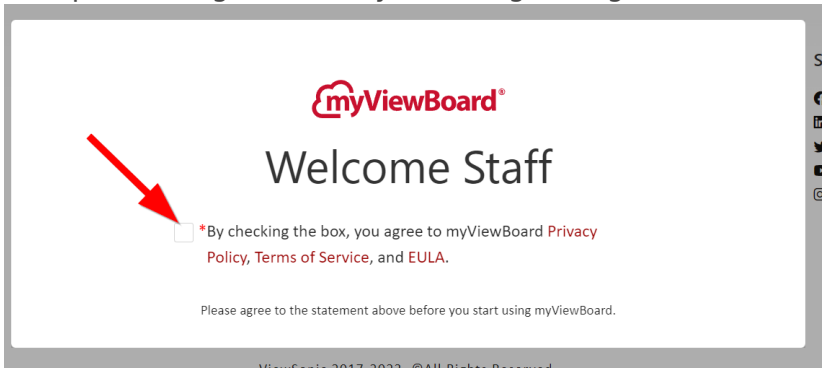 myViewBoard®
Welcome Staff
*By checking the box, you agree to myViewBoard Privacy
Policy, Terms of Service, and EULA.
Please agree to the statement above before you start using myViewBoard.